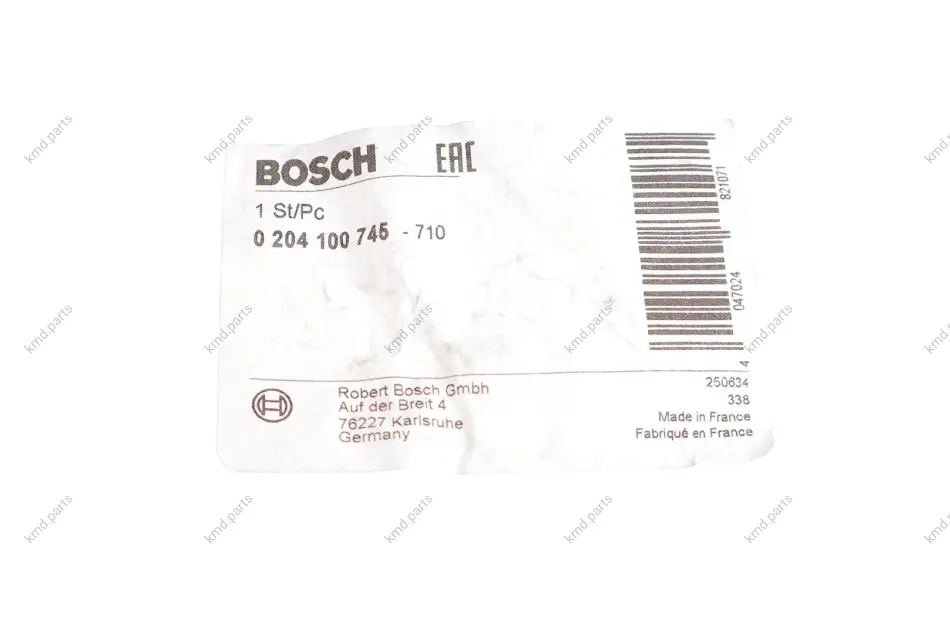 BOSCH EAC
1 St/Pc
0 204 100 745 - 710
4 047024 821071
Robert Bosch Gmbh
Auf der Breit 4
76227 Karlsruhe
Germany
250634
338
Made in France
Fabriqué en France
kmd.parts